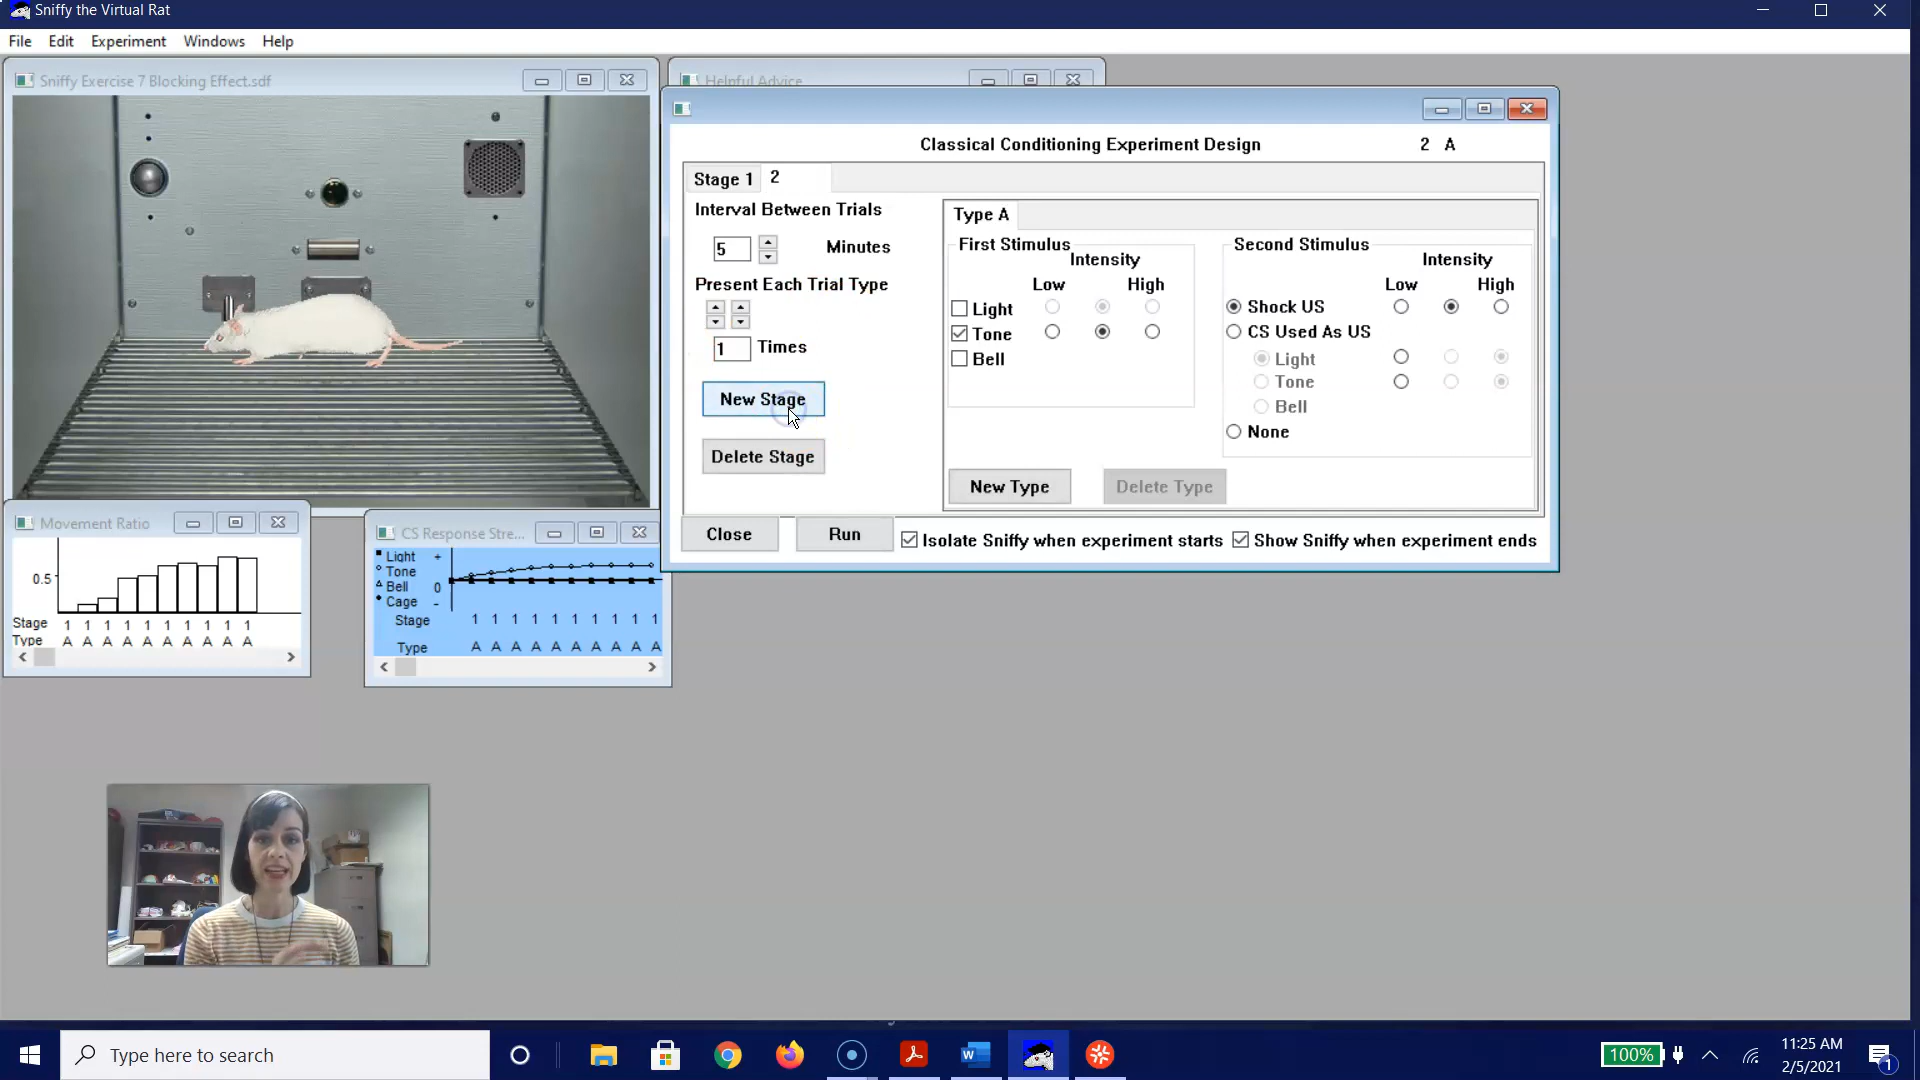 Sniffy the Virtual Rat
File Edit Experiment Windows Help
Sniffy Exercise 7 Blocking Effect.sdf
Helpful Advice
Classical Conditioning Experiment Design 2 A
Stage 1 2
Interval Between Trials
5 Minutes
Present Each Trial Type
1 Times
New Stage
Delete Stage
Type A
First Stimulus
Intensity
Low High
Light
Tone
Bell
Second Stimulus
Intensity
Low High
Shock US
CS Used As US
Light
Tone
Bell
None
New Type Delete Type
Close Run Isolate Sniffy when experiment starts Show Sniffy when experiment ends
Movement Ratio
0.5
Stage 1 1 1 1 1 1 1 1 1 1
Type A A A A A A A A A A
CS Response Stre...
Light +
Tone
Bell 0
Cage -
Stage 1 1 1 1 1 1 1 1 1 1
Type A A A A A A A A A A
Type here to search
100%
11:25 AM
2/5/2021
1